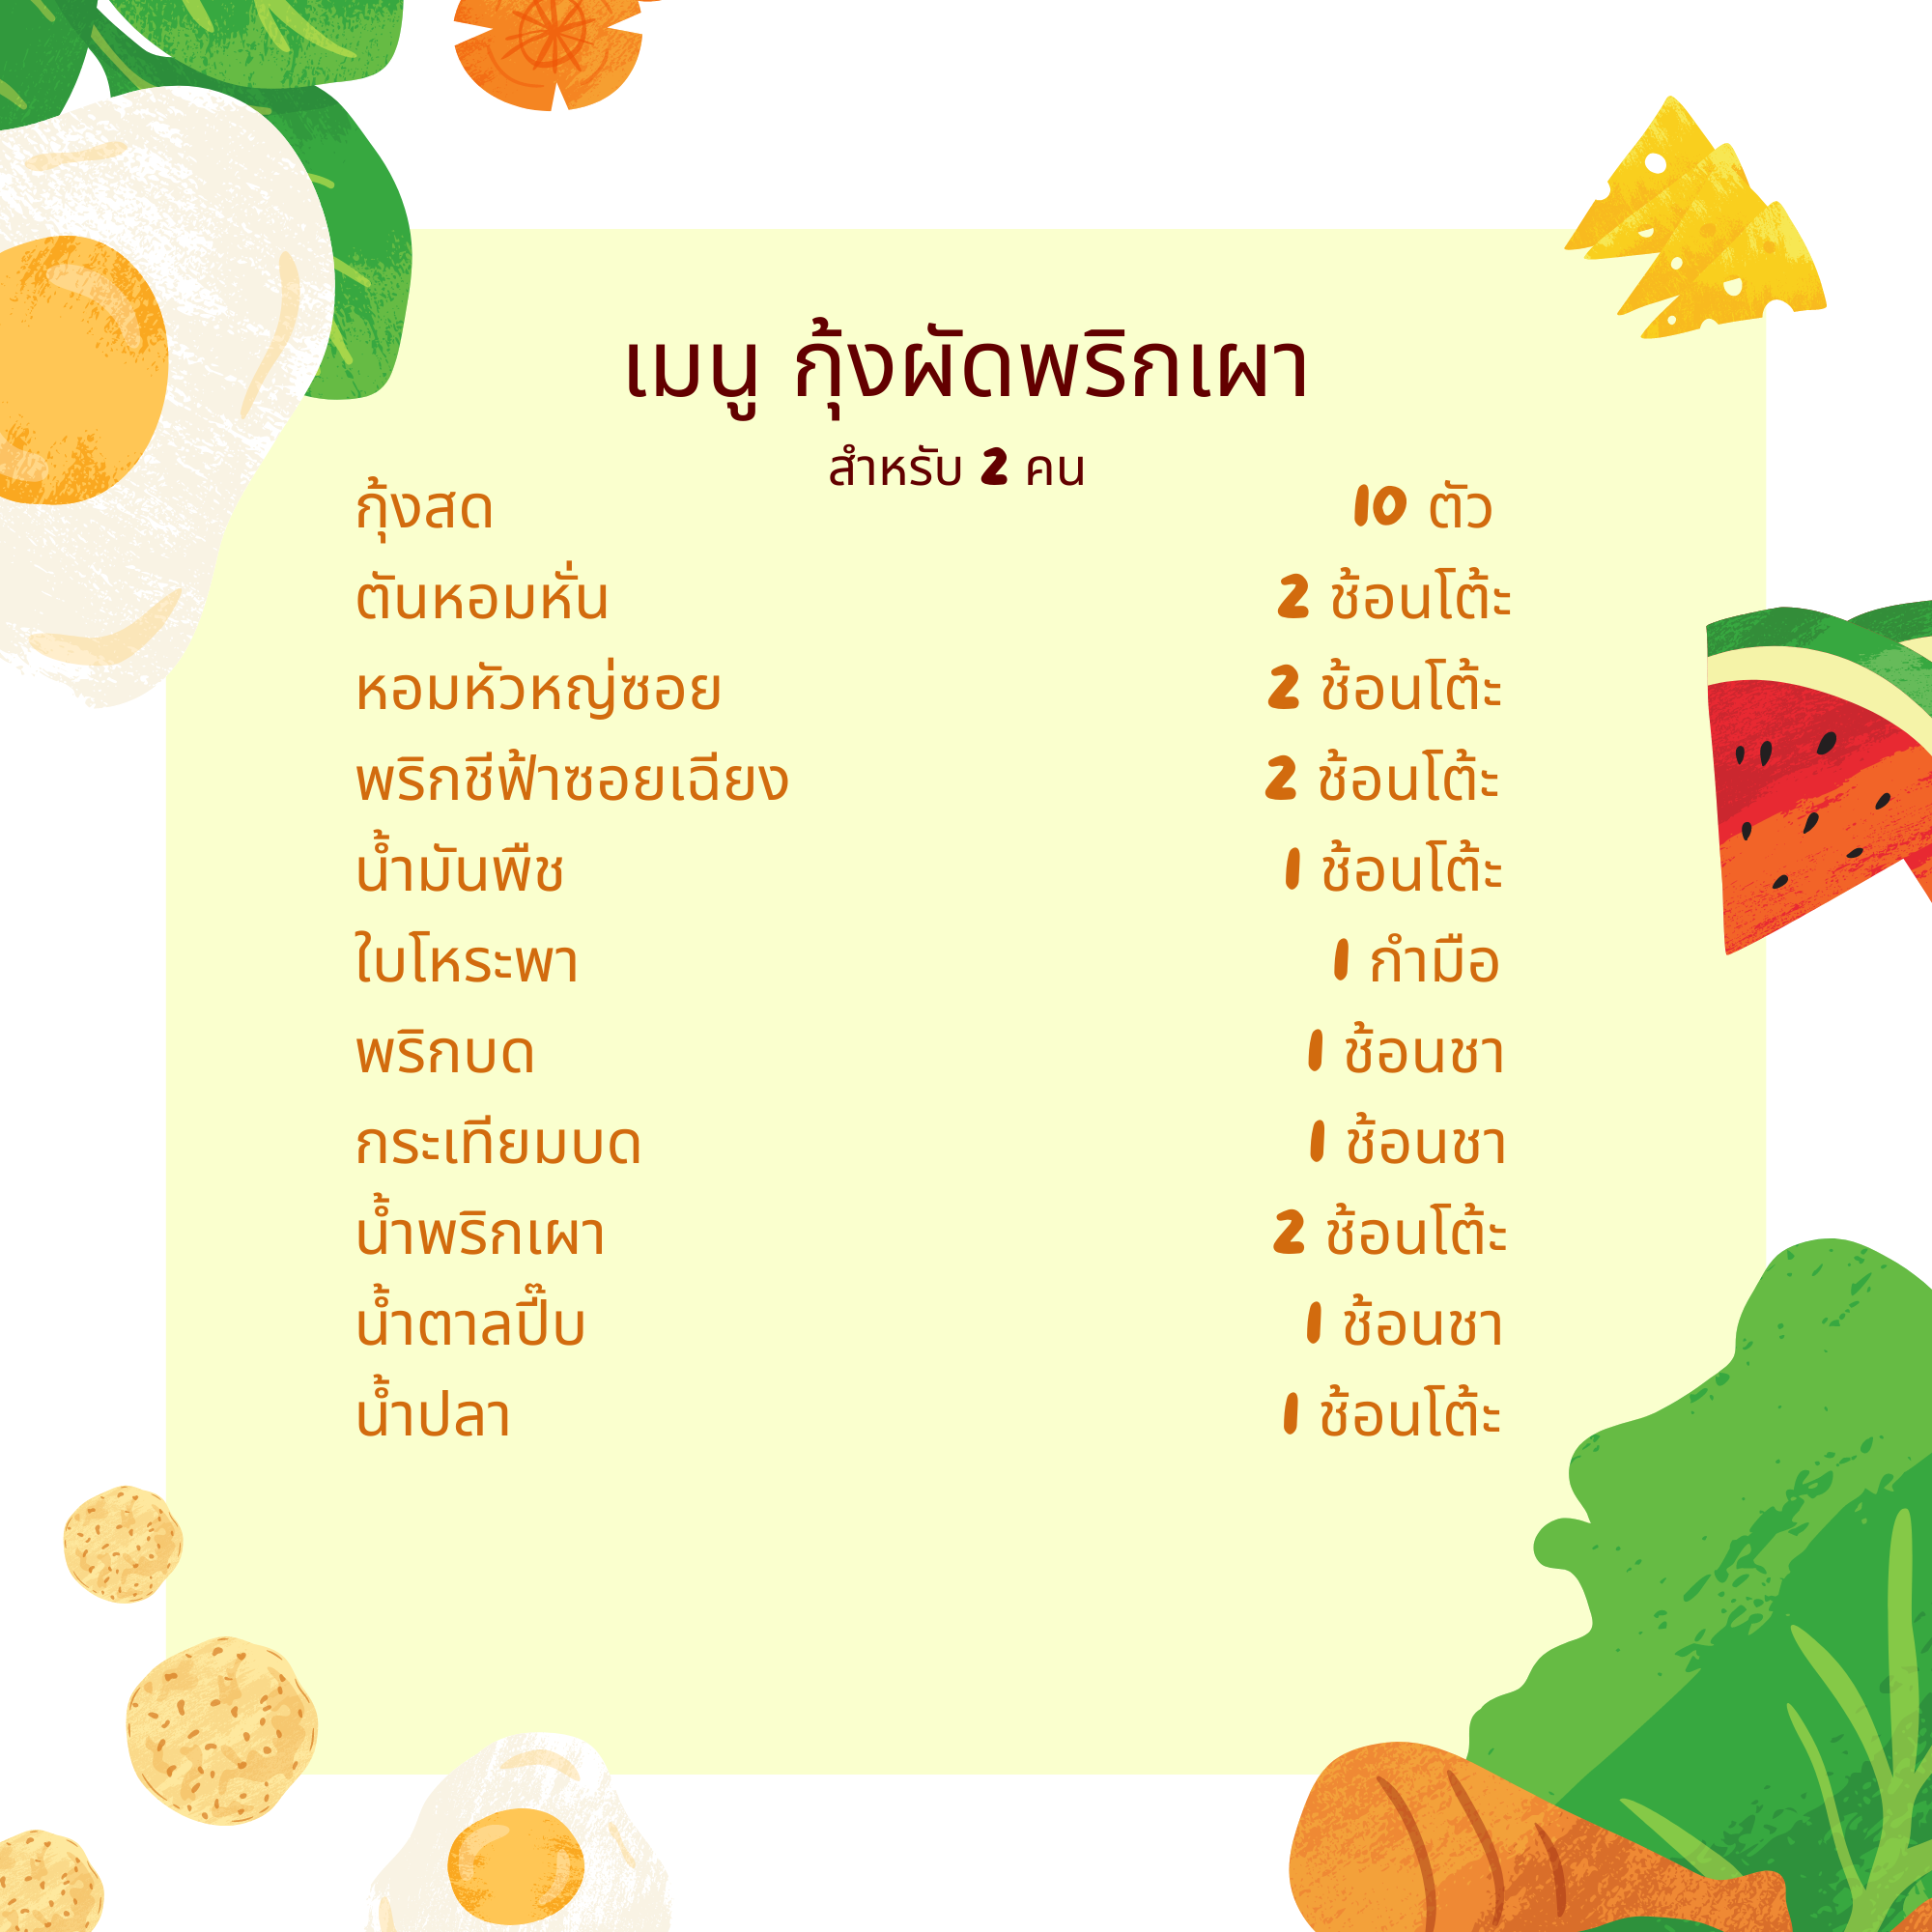 เมนู กุ้งผัดพริกเผา
สำหรับ 2 คน
กุ้งสด 10 ตัว
ตันหอมหั่น 2 ช้อนโต้ะ
หอมหัวหญ่ซอย 2 ช้อนโต้ะ
พริกชีฟ้าซอยเฉียง 2 ช้อนโต้ะ
น้ำมันพืช 1 ช้อนโต้ะ
ใบโหระพา 1 กำมือ
พริกบด 1 ช้อนชา
กระเทียมบด 1 ช้อนชา
น้ำพริกเผา 2 ช้อนโต้ะ
น้ำตาลปี๊บ 1 ช้อนชา
น้ำปลา 1 ช้อนโต้ะ